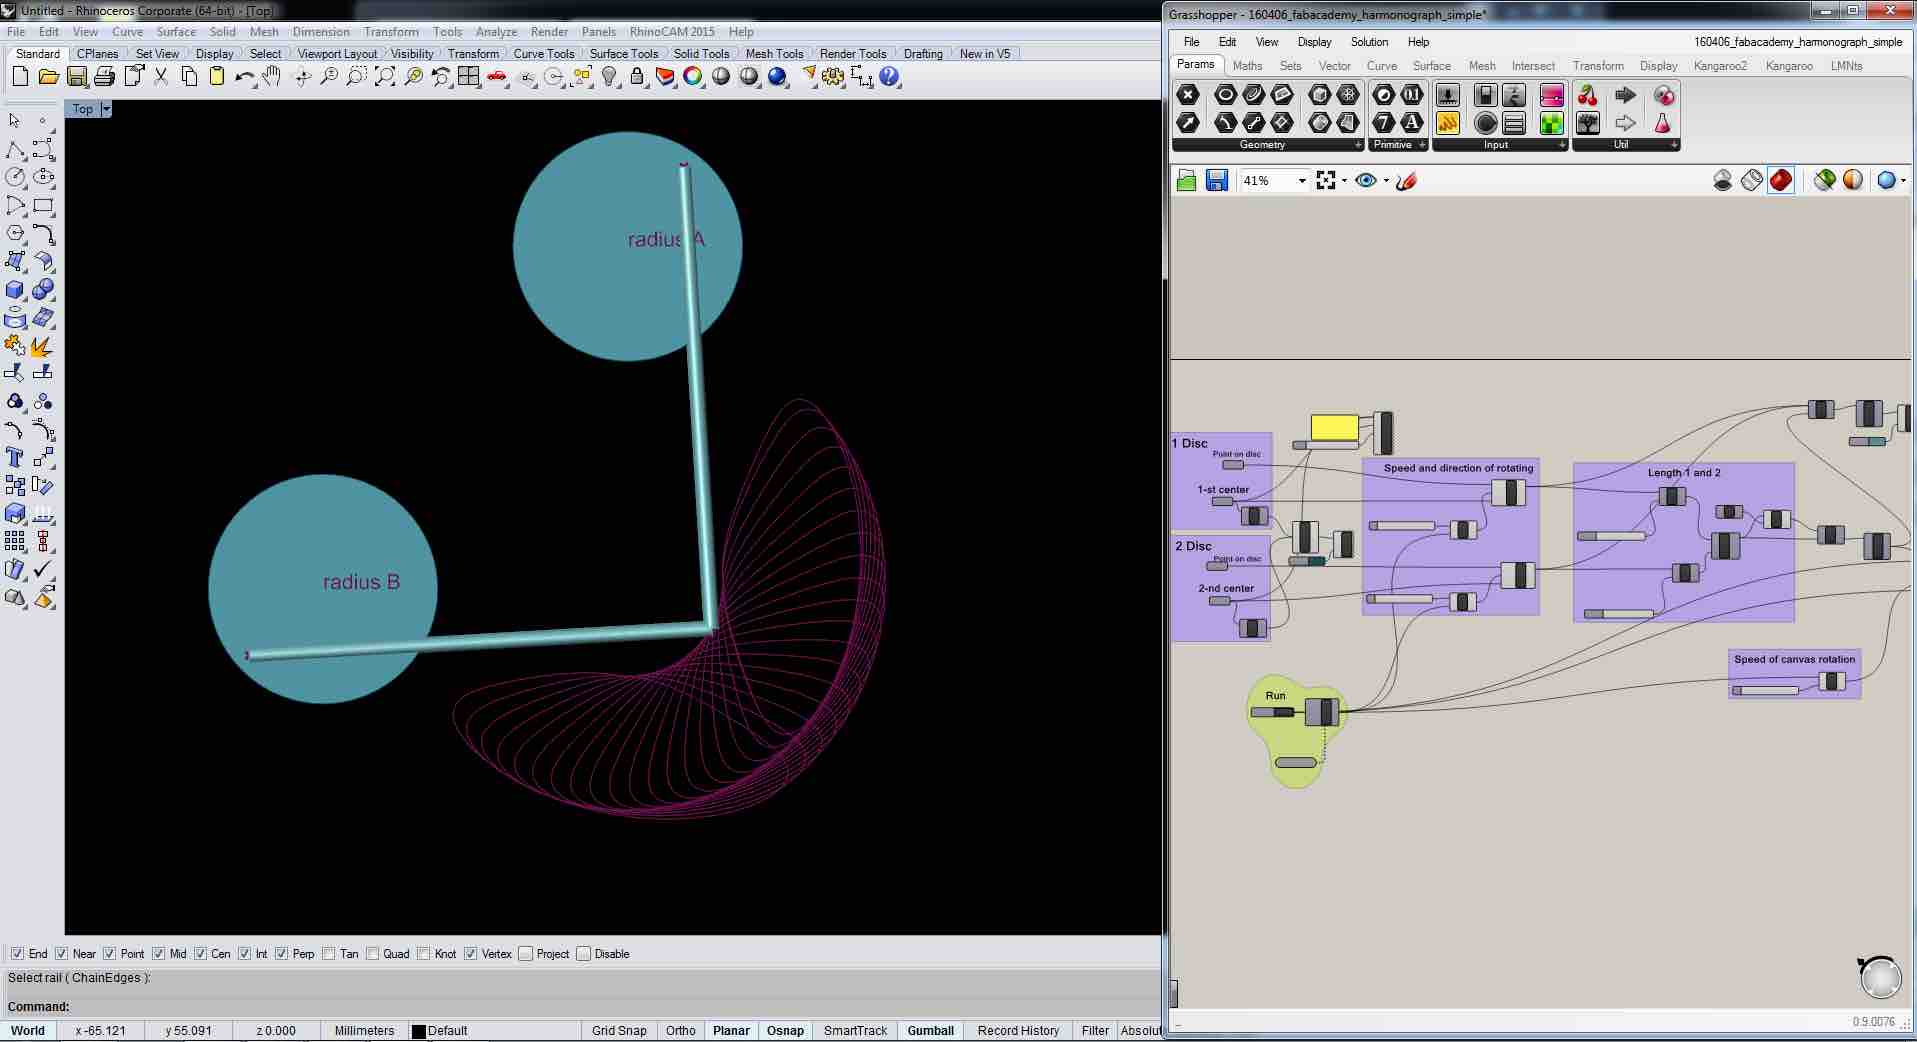 Untitled - Rhinoceros Corporate (64-bit) - [Top]
File Edit View Curve Surface Solid Mesh Dimension Transform Tools Analyze Render Panels RhinoCAM 2015 Help
Standard CPlanes Set View Display Select Viewport Layout Visibility Transform Curve Tools Surface Tools Solid Tools Mesh Tools Render Tools Drafting New in V5
Top
radius A
radius B
End Near Point Mid Cen Int Perp Tan Quad Knot Vertex Project Disable
Select rail ( ChainEdges ):
Command:
World x -65.121 y 55.091 z 0.000 Millimeters Default Grid Snap Ortho Planar Osnap SmartTrack Gumball Record History Filter Absolut
Grasshopper - 160406_fabacademy_harmonograph_simple*
File Edit View Display Solution Help 160406_fabacademy_harmonograph_simple
Params Maths Sets Vector Curve Surface Mesh Intersect Transform Display Kangaroo2 Kangaroo LMNts
Geometry Primitive Input Util
41%
1 Disc
Point on disc
1-st center
2 Disc
Point on disc
2-nd center
Speed and direction of rotating
Length 1 and 2
Speed of canvas rotation
Run
0.9.0076